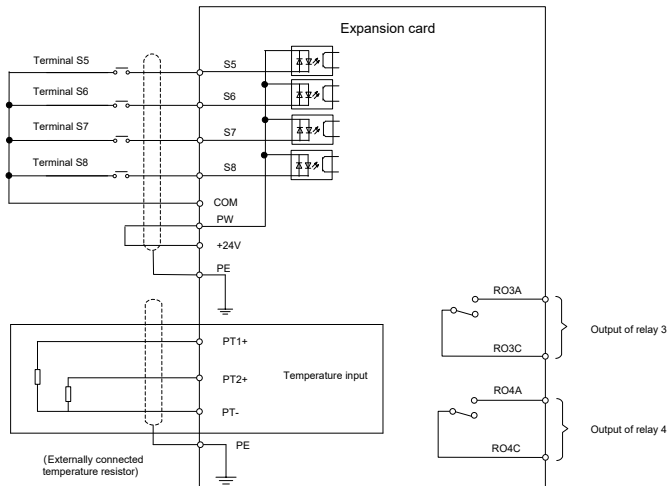 Expansion card
Terminal S5
S5
Terminal S6
S6
Terminal S7
S7
Terminal S8
S8
COM
PW
+24V
PE
RO3A
Output of relay 3
RO3C
PT1+
PT2+
Temperature input
PT-
RO4A
Output of relay 4
RO4C
PE
(Externally connected
temperature resistor)